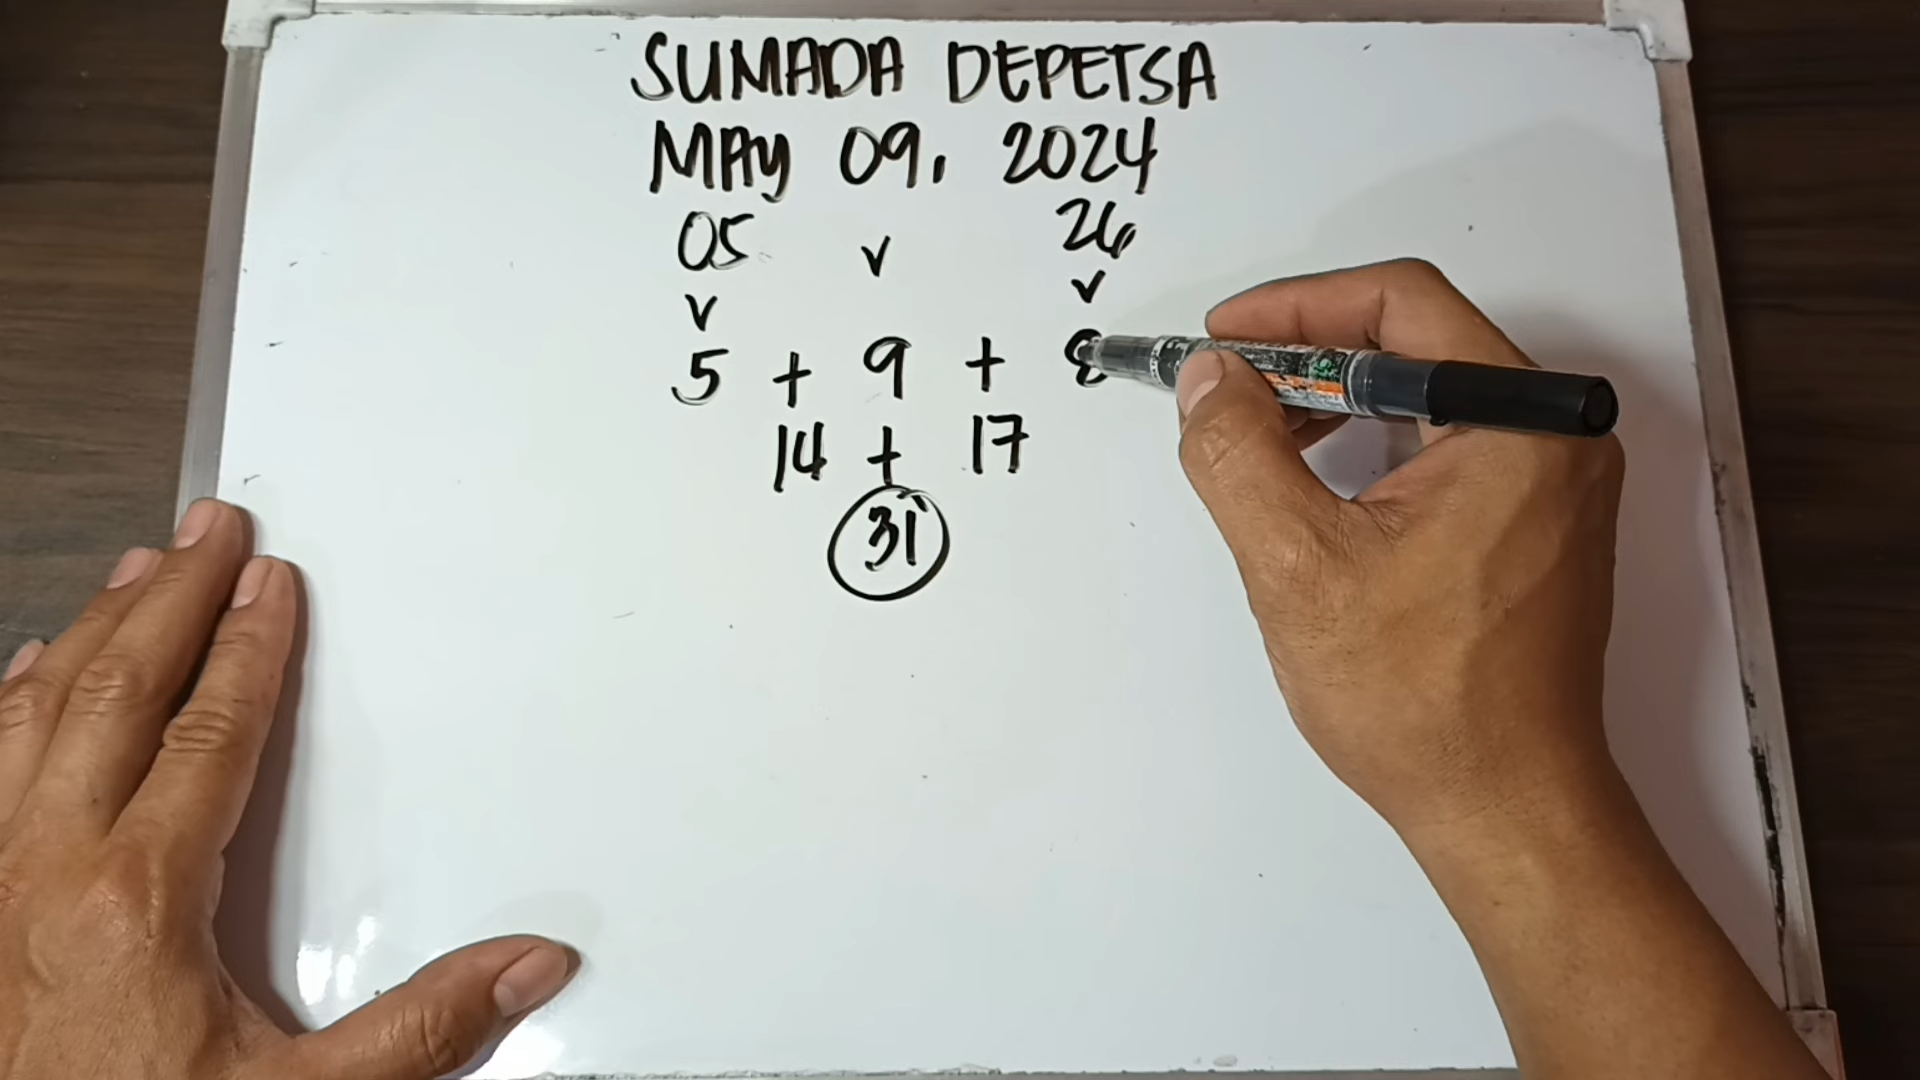 SUMADA DEPETSA
MAY 09, 2024
05 v 26
v v
5 + 9 + 8
14 + 17
31